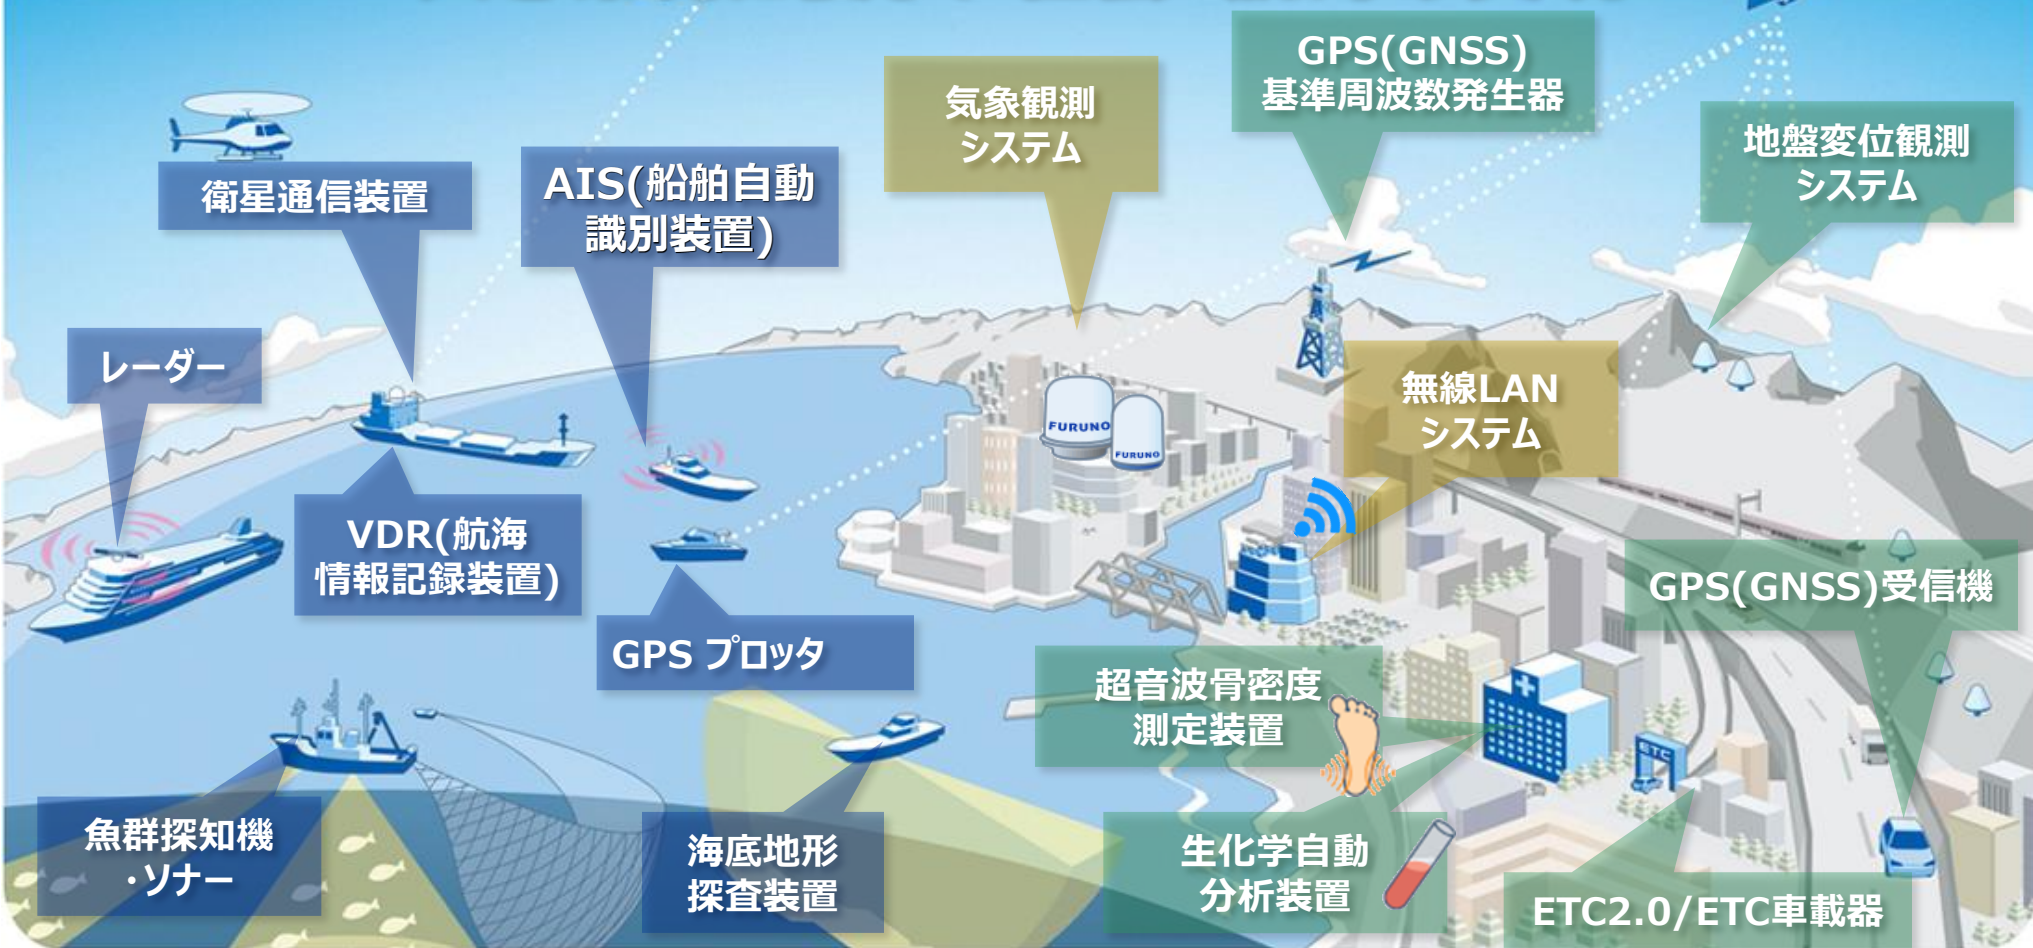 GPS(GNSS)
基準周波数発生器
気象観測
システム
地盤変位観測
システム
衛星通信装置
AIS(船舶自動
識別装置)
レーダー
無線LAN
システム
FURUNO
FURUNO
VDR(航海
情報記録装置)
GPS(GNSS)受信機
GPS プロッタ
超音波骨密度
測定装置
ETC
魚群探知機
・ソナー
海底地形
探査装置
生化学自動
分析装置
ETC2.0/ETC車載器